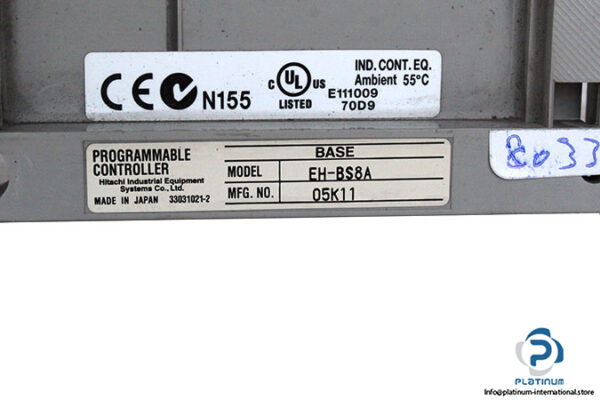 CE N155
C UL US
LISTED
IND. CONT. EQ.
Ambient 55°C
E111009
70D9
PROGRAMMABLE
CONTROLLER
Hitachi Industrial Equipment
Systems Co., Ltd.
MADE IN JAPAN 33031021-2
BASE
MODEL EH-BS8A
MFG. NO. 05K11
8033
PLATINUM
Info@platinum-international.store